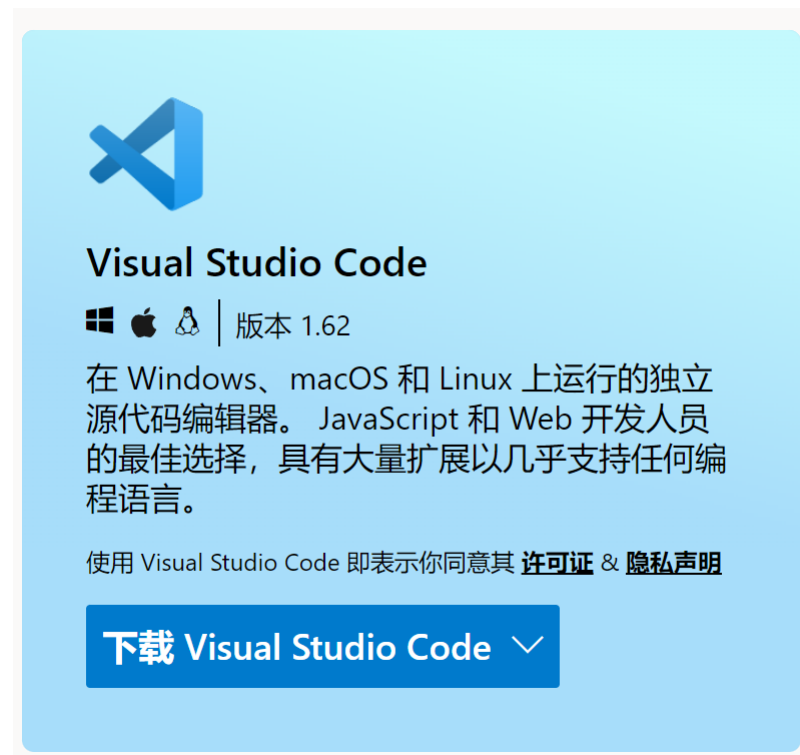 Visual Studio Code
版本 1.62
在 Windows、macOS 和 Linux 上运行的独立
源代码编辑器。 JavaScript 和 Web 开发人员
的最佳选择，具有大量扩展以几乎支持任何编
程语言。
使用 Visual Studio Code 即表示你同意其 许可证 & 隐私声明
下载 Visual Studio Code